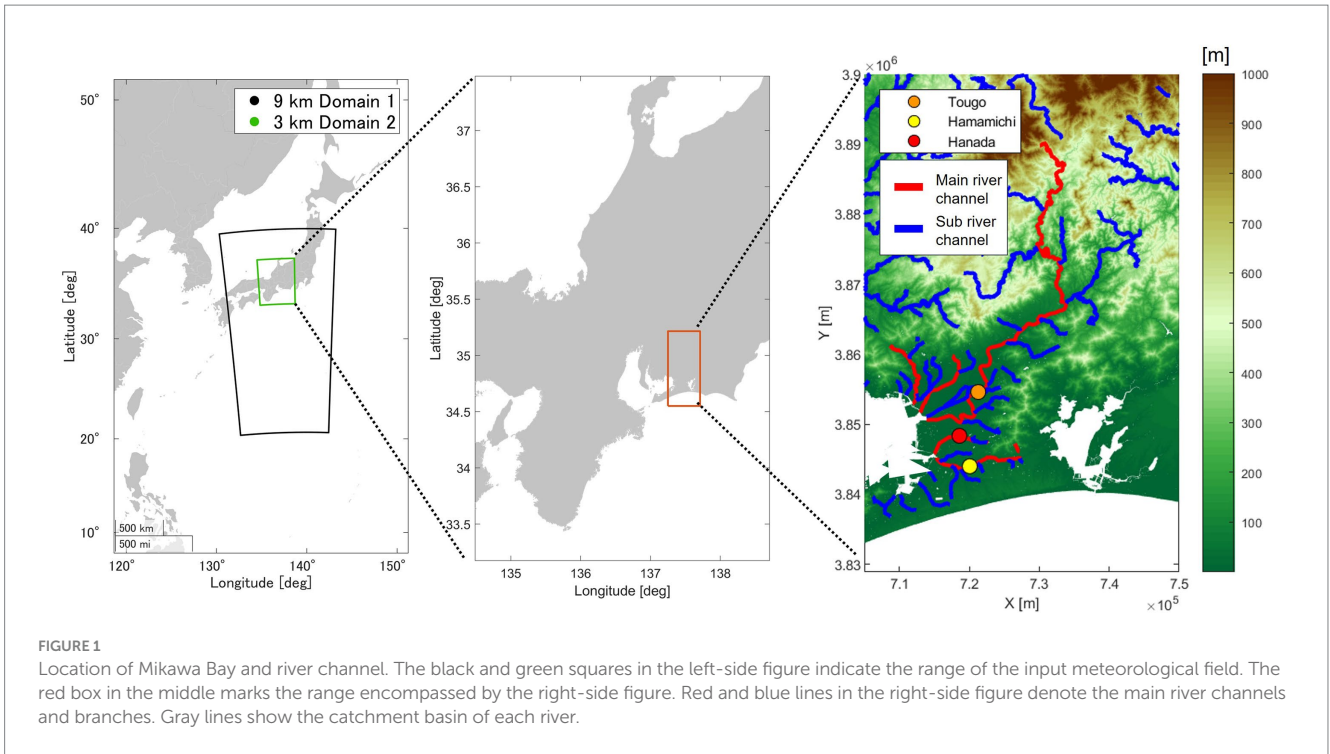 50°
40°
30°
20°
10°
120°
130°
140°
150°
Latitude [deg]
Longitude [deg]
9 km Domain 1
3 km Domain 2
500 km
500 mi
37
36.5
36
35.5
35
34.5
34
33.5
135
136
137
138
Latitude [deg]
Longitude [deg]
3.9 × 10⁶
3.89
3.88
3.87
3.86
3.85
3.84
3.83
7.1
7.2
7.3
7.4
7.5
× 10⁵
Y [m]
X [m]
Tougo
Hamamichi
Hanada
Main river
channel
Sub river
channel
[m]
1000
900
800
700
600
500
400
300
200
100
FIGURE 1
Location of Mikawa Bay and river channel. The black and green squares in the left-side figure indicate the range of the input meteorological field. The
red box in the middle marks the range encompassed by the right-side figure. Red and blue lines in the right-side figure denote the main river channels
and branches. Gray lines show the catchment basin of each river.